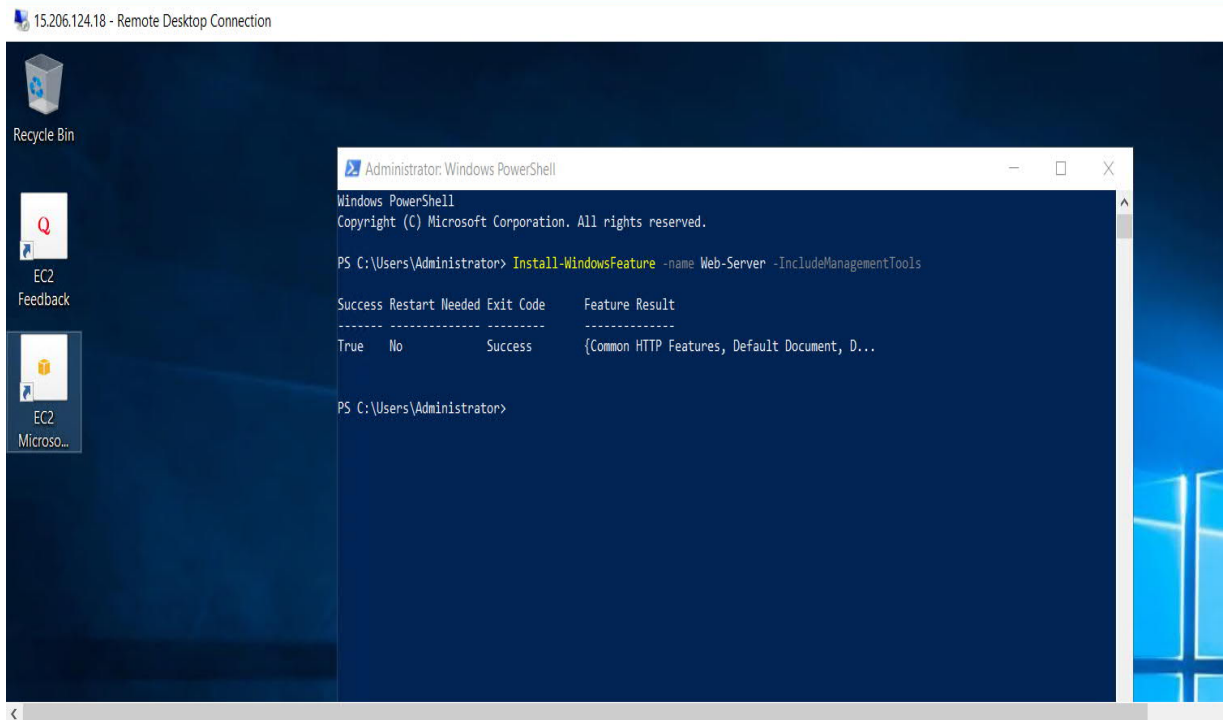 15.206.124.18 - Remote Desktop Connection
Recycle Bin
Q
EC2
Feedback
EC2
Microso...
Administrator: Windows PowerShell
Windows PowerShell
Copyright (C) Microsoft Corporation. All rights reserved.
PS C:\Users\Administrator> Install-WindowsFeature -name Web-Server -IncludeManagementTools
Success Restart Needed Exit Code      Feature Result
------- -------------- ---------      --------------
True    No             Success        {Common HTTP Features, Default Document, D...
PS C:\Users\Administrator>